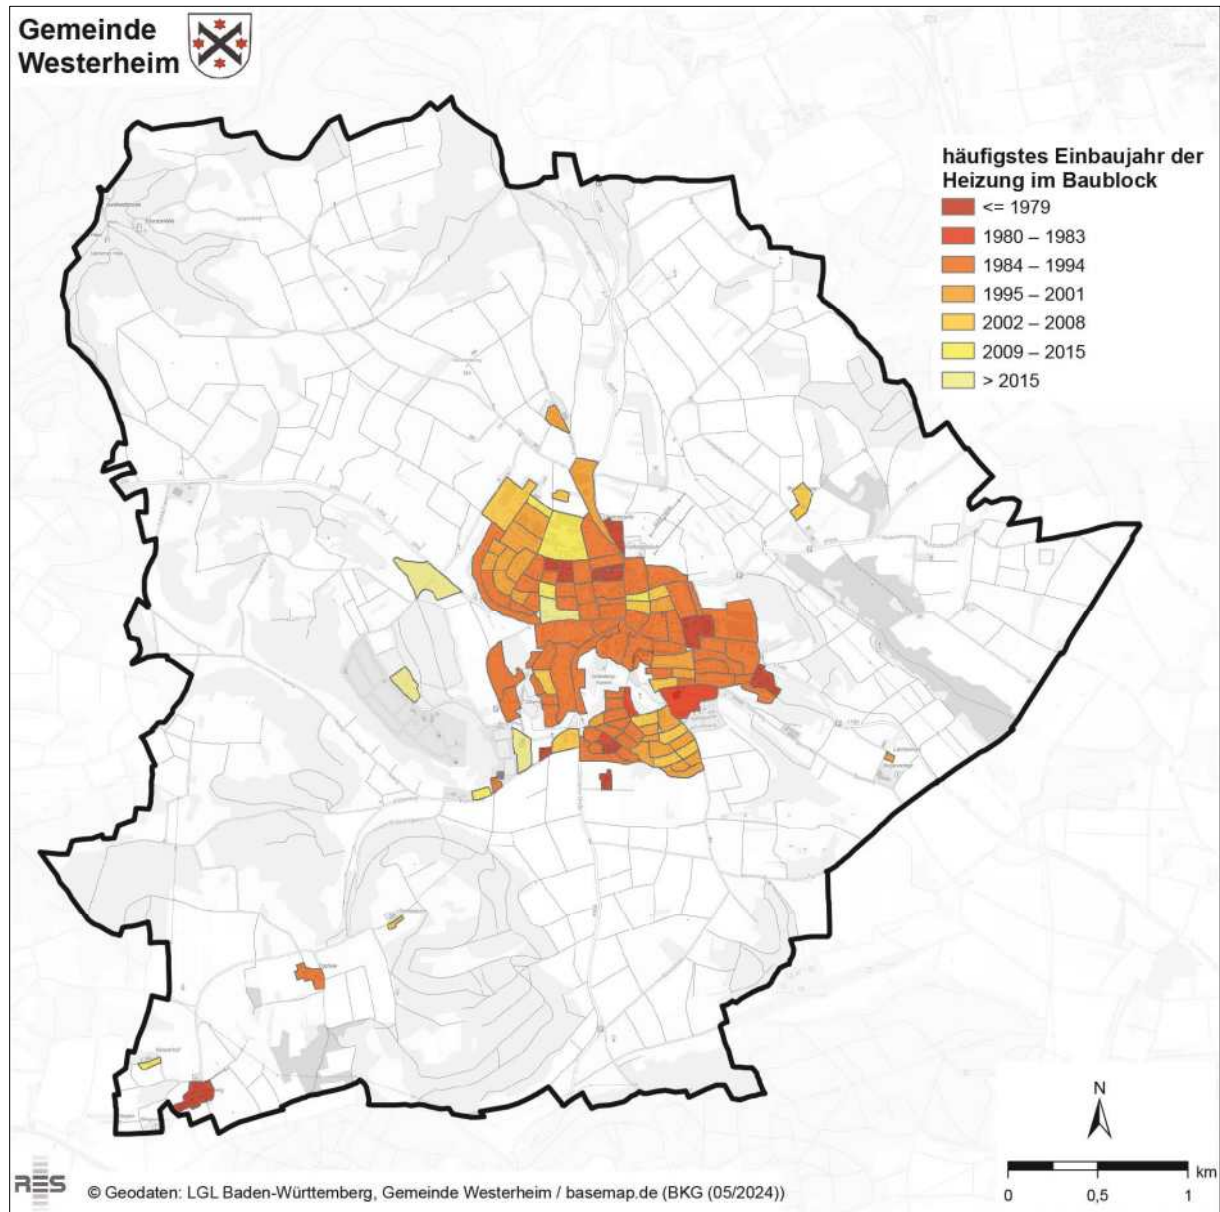 Gemeinde
Westerheim
häufigstes Einbaujahr der
Heizung im Baublock
<= 1979
1980 – 1983
1984 – 1994
1995 – 2001
2002 – 2008
2009 – 2015
> 2015
N
km
0 0,5 1
RES
© Geodaten: LGL Baden-Württemberg, Gemeinde Westerheim / basemap.de (BKG (05/2024))